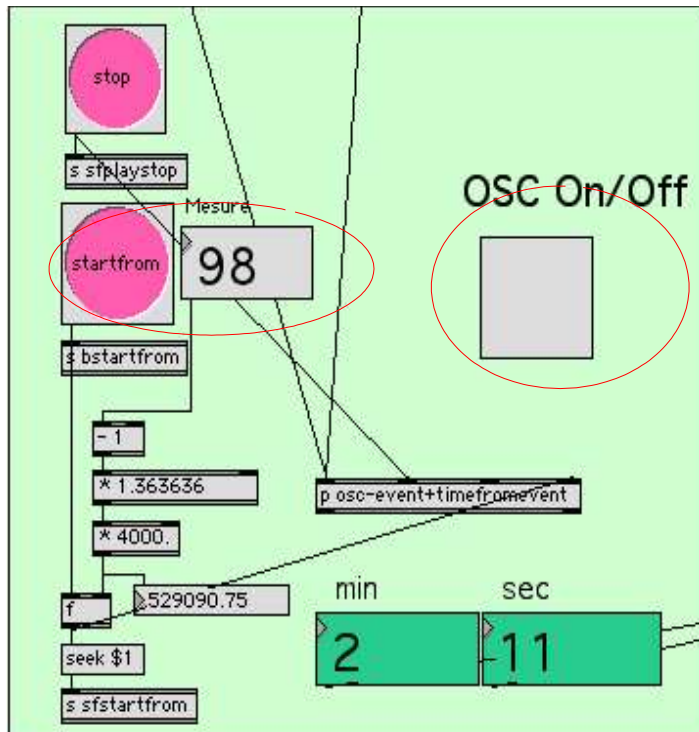 stop
s sfplaystop
Mesure
startfrom
98
OSC On/Off
s bstartfrom
- 1
* 1.363636
p osc-event+timefromevent
* 4000.
529090.75
f
min
sec
seek $1
2
11
s sfstartfrom